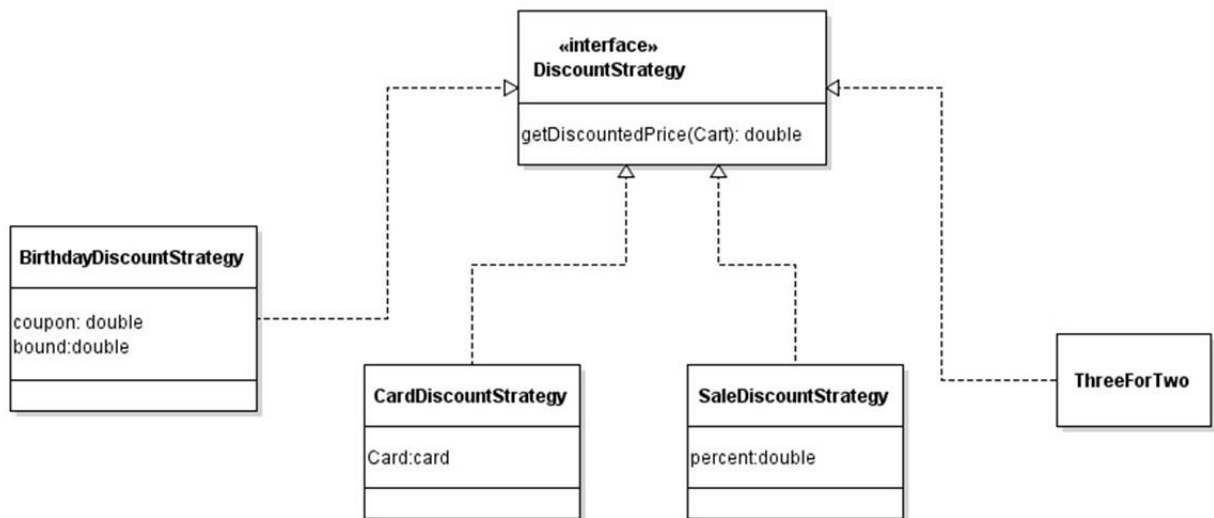 «interface»
DiscountStrategy
getDiscountedPrice(Cart): double
BirthdayDiscountStrategy
coupon: double
bound:double
CardDiscountStrategy
Card:card
SaleDiscountStrategy
percent:double
ThreeForTwo